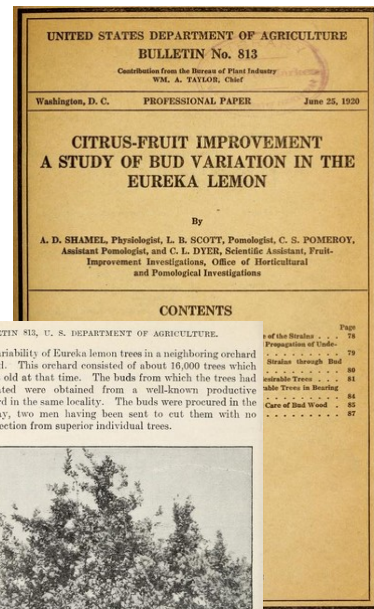 UNITED STATES DEPARTMENT OF AGRICULTURE
BULLETIN No. 813
Contribution from the Bureau of Plant Industry
WM. A. TAYLOR, Chief
Washington, D. C. PROFESSIONAL PAPER June 25, 1920
CITRUS-FRUIT IMPROVEMENT
A STUDY OF BUD VARIATION IN THE
EUREKA LEMON
By
A. D. SHAMEL, Physiologist, L. B. SCOTT, Pomologist, C. S. POMEROY,
Assistant Pomologist, and C. L. DYER, Scientific Assistant, Fruit-
Improvement Investigations, Office of Horticultural
and Pomological Investigations
CONTENTS
Page
e of the Strains . . 78
Propagation of Unde-
. . . . . . . . . 79
Strains through Bud
. . . . . . . . . 80
esirable Trees . . . 81
able Trees in Bearing
. . . . . . . . . 84
Care of Bud Wood . 85
. . . . . . . . . 87
TIN 813, U. S. DEPARTMENT OF AGRICULTURE.
ariability of Eureka lemon trees in a neighboring orchard
d. This orchard consisted of about 16,000 trees which
old at that time. The buds from which the trees had
ated were obtained from a well-known productive
rd in the same locality. The buds were procured in the
ay, two men having been sent to cut them with no
ection from superior individual trees.